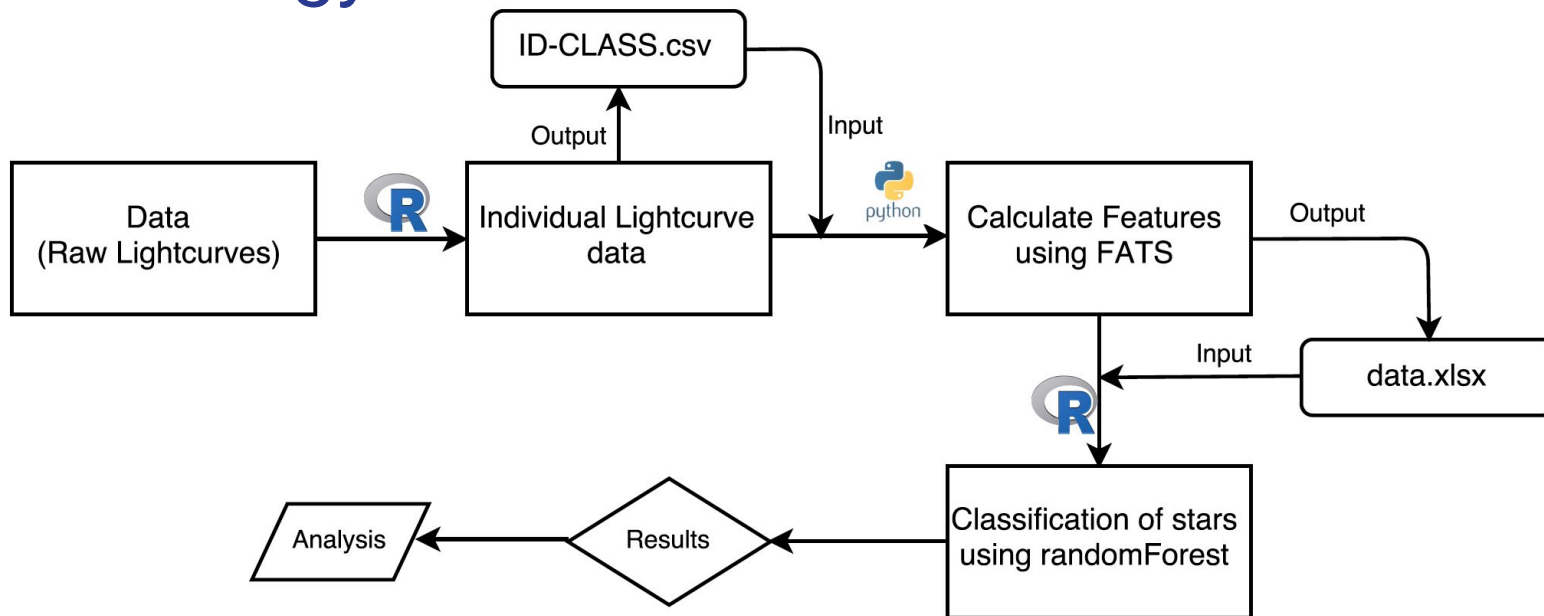 ID-CLASS.csv
Output
Input
Data
(Raw Lightcurves)
R
Individual Lightcurve
data
python
Calculate Features
using FATS
Output
Input
data.xlsx
R
Classification of stars
using randomForest
Results
Analysis